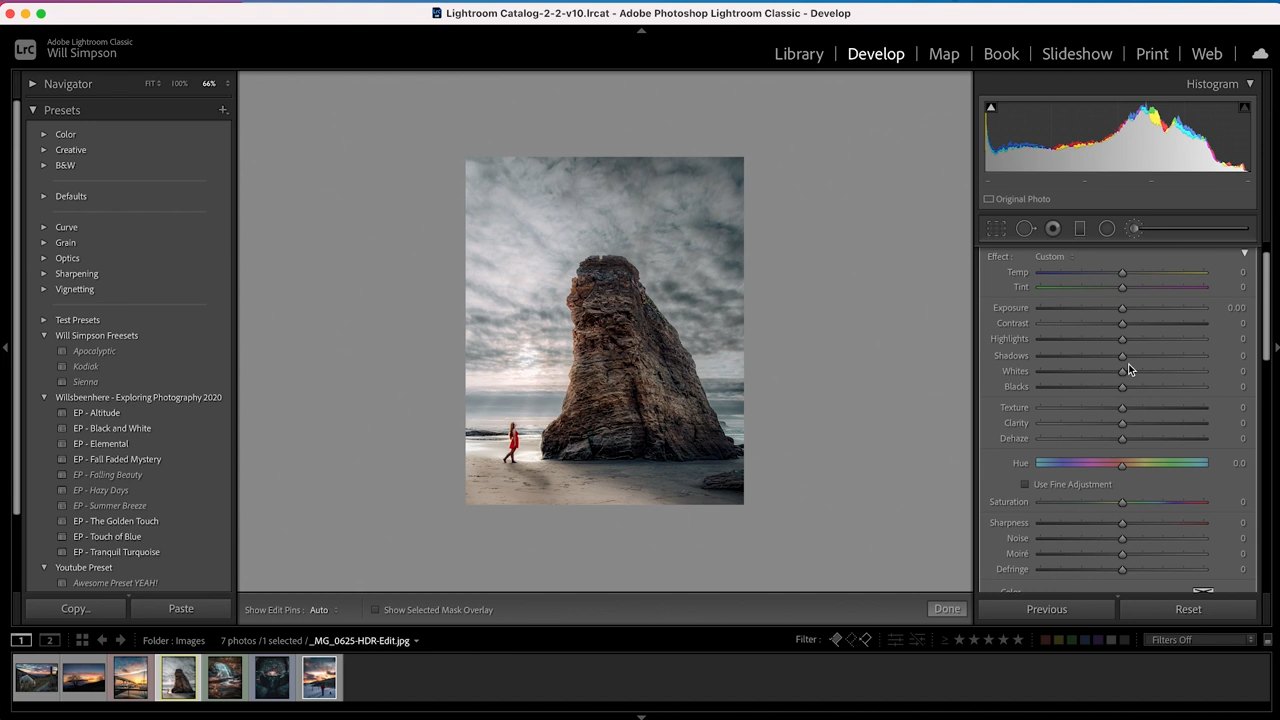 Lightroom Catalog-2-2-v10.lrcat - Adobe Photoshop Lightroom Classic - Develop
LrC
Adobe Lightroom Classic
Will Simpson
Library | Develop | Map | Book | Slideshow | Print | Web
Navigator FIT 100% 66%
Presets
Color
Creative
B&W
Defaults
Curve
Grain
Optics
Sharpening
Vignetting
Test Presets
Will Simpson Freesets
Apocalyptic
Kodiak
Sienna
Willsbeenhere - Exploring Photography 2020
EP - Altitude
EP - Black and White
EP - Elemental
EP - Fall Faded Mystery
EP - Falling Beauty
EP - Hazy Days
EP - Summer Breeze
EP - The Golden Touch
EP - Touch of Blue
EP - Tranquil Turquoise
Youtube Preset
Awesome Preset YEAH!
Copy... Paste
Show Edit Pins : Auto Show Selected Mask Overlay Done
Histogram
Original Photo
Effect : Custom
Temp 0
Tint 0
Exposure 0.00
Contrast 0
Highlights 0
Shadows 0
Whites 0
Blacks 0
Texture 0
Clarity 0
Dehaze 0
Hue 0.0
Use Fine Adjustment
Saturation 0
Sharpness 0
Noise 0
Moiré 0
Defringe 0
Previous Reset
1 2 Folder : Images 7 photos / 1 selected / _MG_0625-HDR-Edit.jpg Filter : ≥ Filters Off